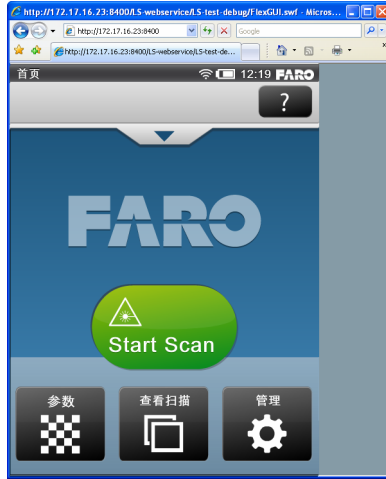 http://172.17.16.23:8400/LS-webservice/LS-test-debug/FlexGUI.swf - Micros...
http://172.17.16.23:8400
Google
http://172.17.16.23:8400/LS-webservice/LS-test-de...
首页
12:19 FARO
?
FARO
Start Scan
参数
查看扫描
管理